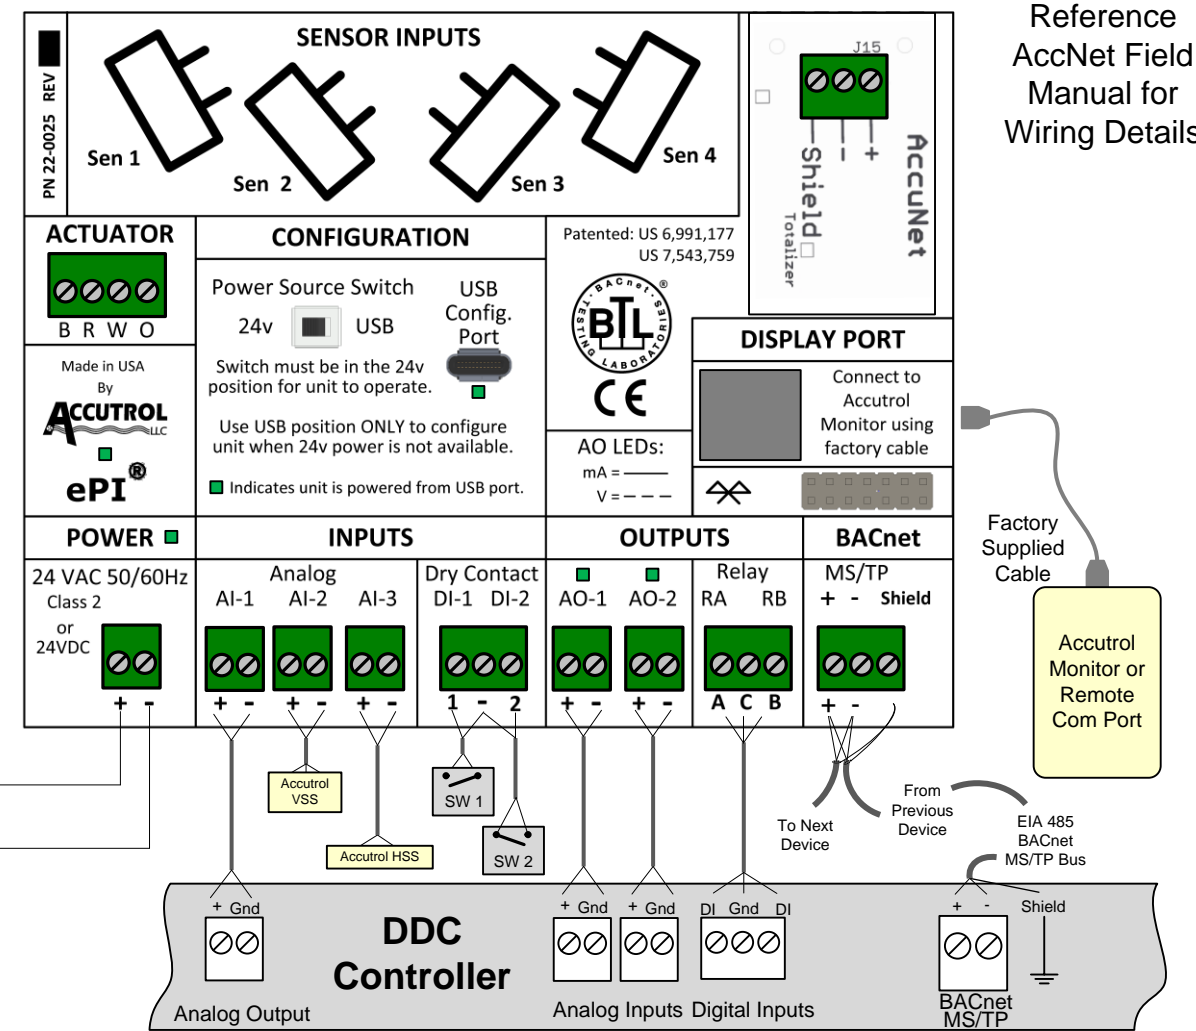 Reference
AccNet Field
Manual for
Wiring Details
PN 22-0025 REV
SENSOR INPUTS
Sen 1
Sen 2
Sen 3
Sen 4
J15
Shield
-
+
Totalizer
AccuNet
ACTUATOR
B R W O
Made in USA
By
ACCUTROL
LLC
ePI®
CONFIGURATION
Power Source Switch
24v
USB
USB
Config.
Port
Switch must be in the 24v
position for unit to operate.
Use USB position ONLY to configure
unit when 24v power is not available.
Indicates unit is powered from USB port.
Patented: US 6,991,177
US 7,543,759
BACnet
TESTING
LABORATORIES
BTL
®
CE
AO LEDs:
mA =
V =
DISPLAY PORT
Connect to
Accutrol
Monitor using
factory cable
Factory
Supplied
Cable
Accutrol
Monitor or
Remote
Com Port
POWER
24 VAC 50/60Hz
Class 2
or
24VDC
+ -
INPUTS
Analog
AI-1 AI-2 AI-3
+ - + - + -
Dry Contact
DI-1 DI-2
1 - 2
OUTPUTS
AO-1 AO-2
+ - + -
Relay
RA RB
A C B
BACnet
MS/TP
+ - Shield
+ -
Accutrol
VSS
Accutrol HSS
SW 1
SW 2
To Next
Device
From
Previous
Device
EIA 485
BACnet
MS/TP Bus
+ Gnd
Analog Output
DDC
Controller
+ Gnd + Gnd
Analog Inputs
DI Gnd DI
Digital Inputs
+ - Shield
BACnet
MS/TP